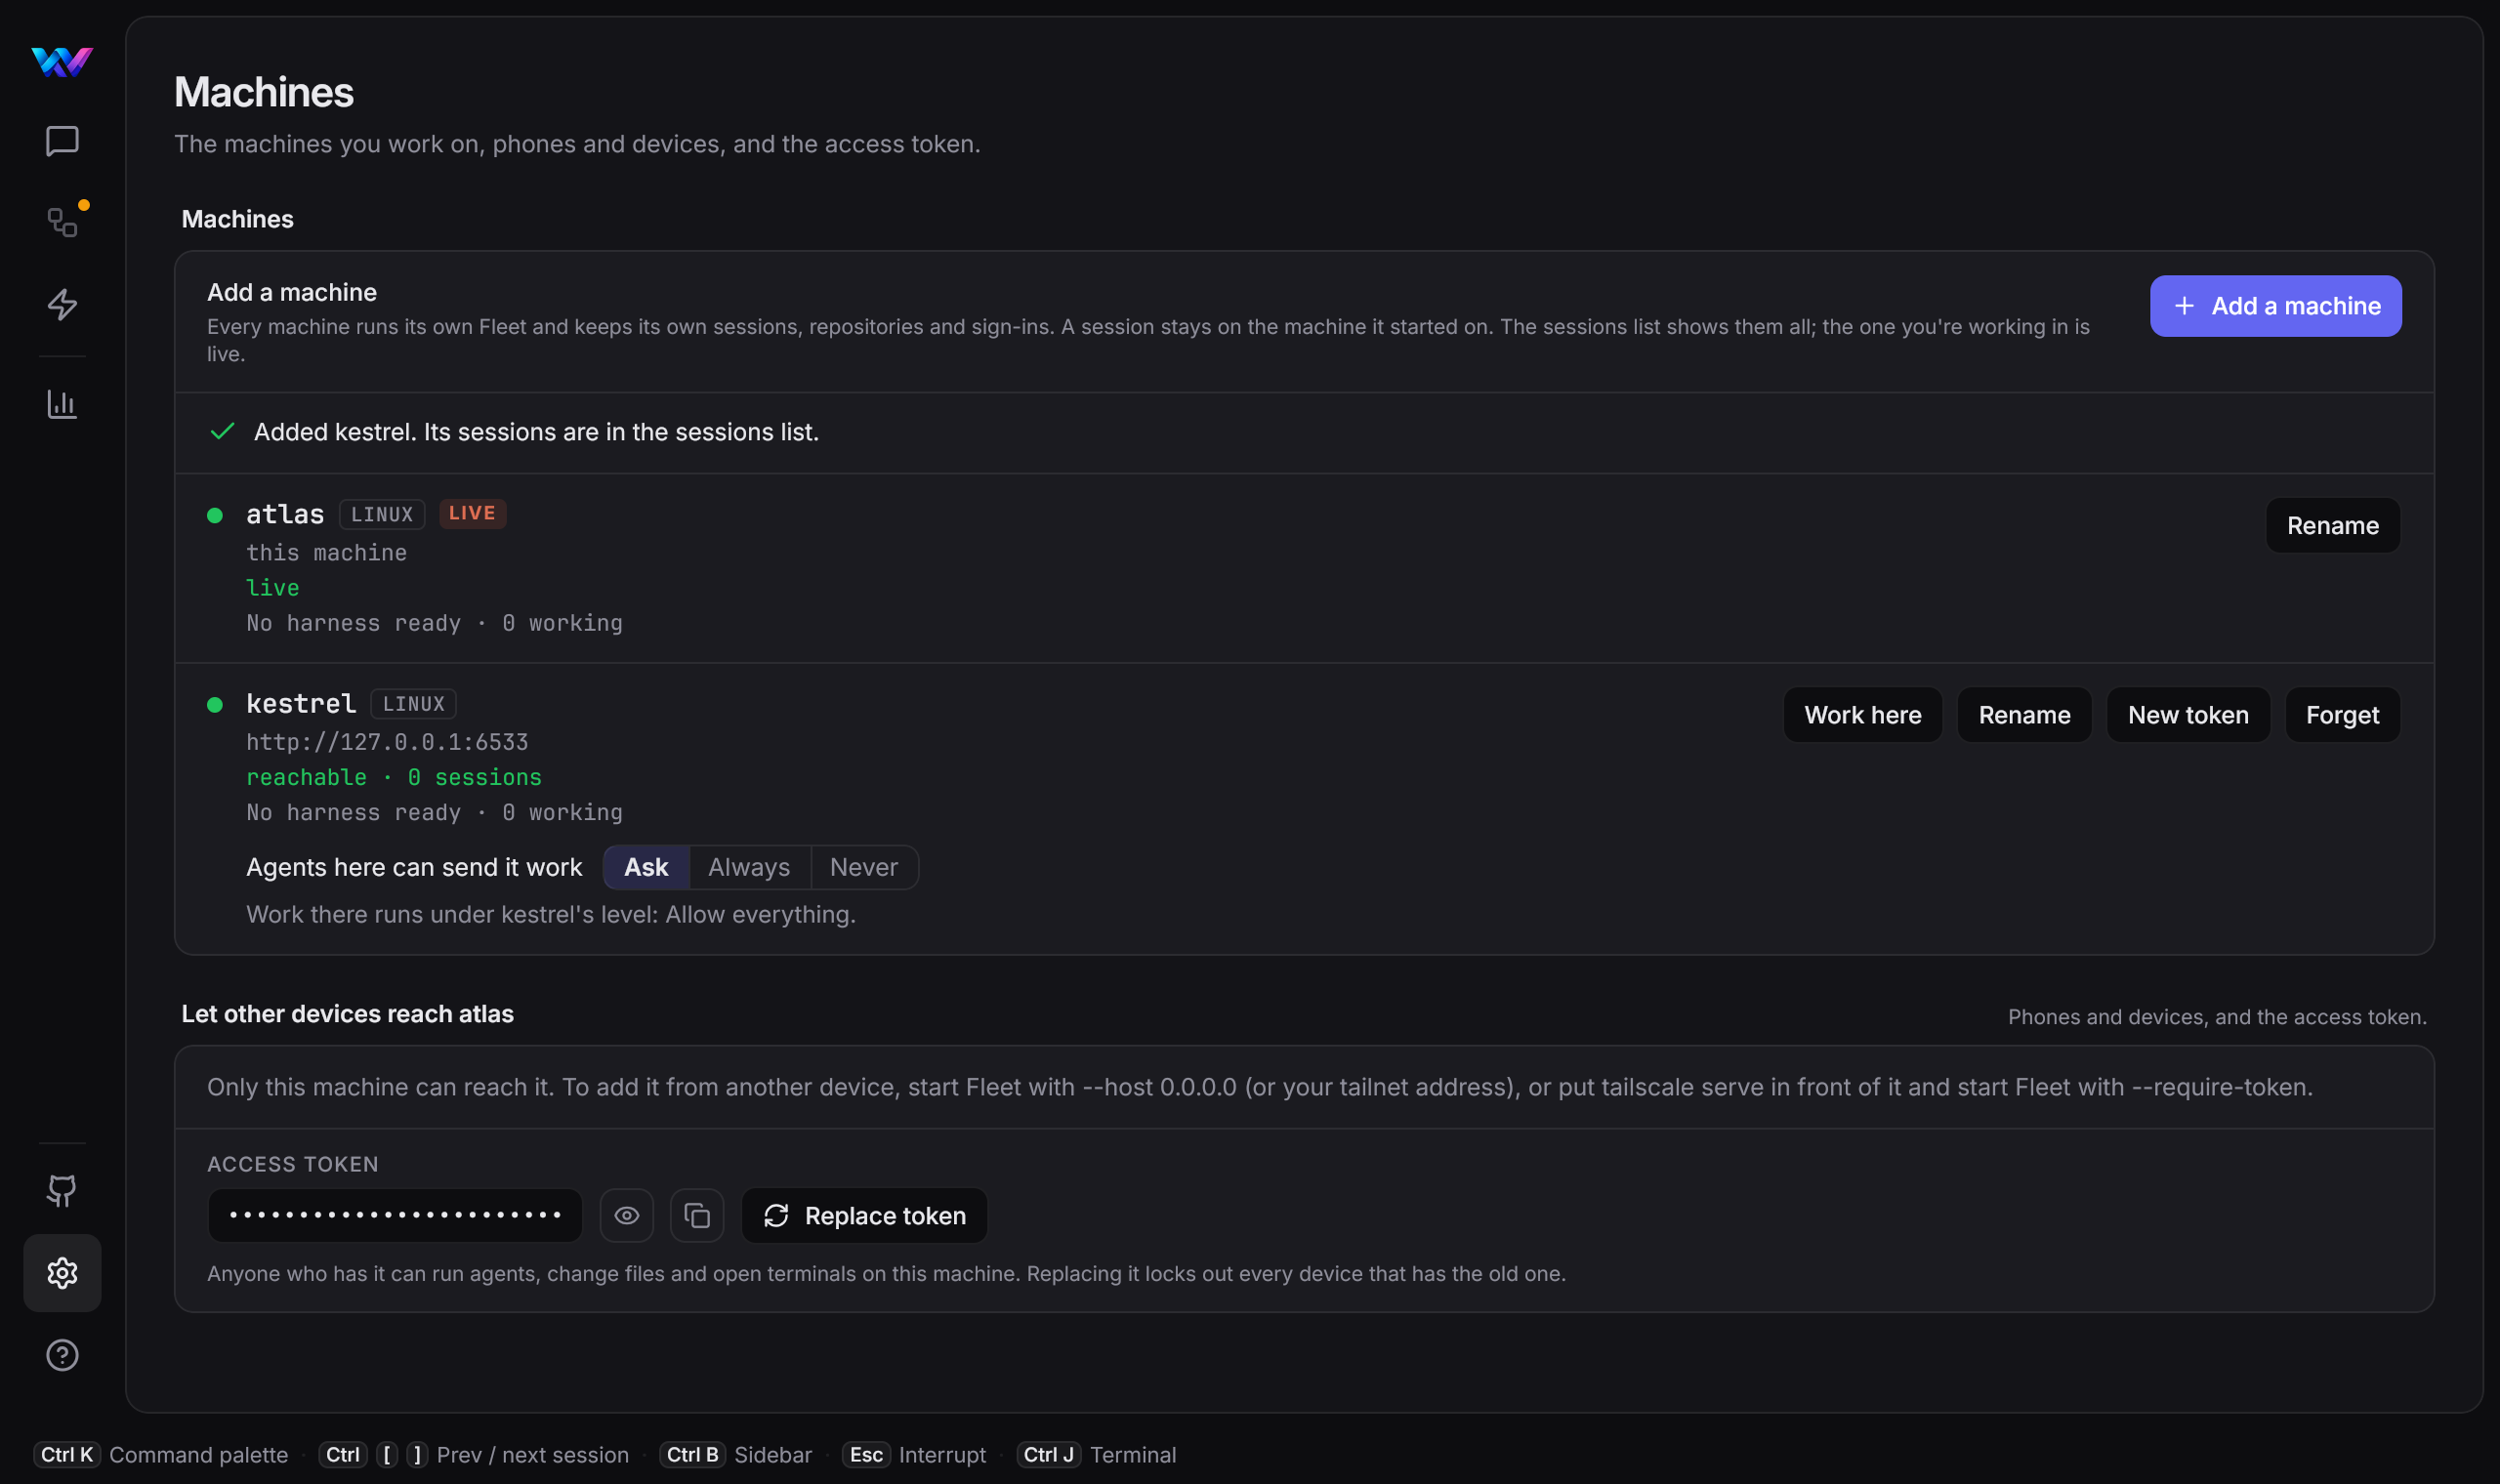 Machines
The machines you work on, phones and devices, and the access token.
Machines
Add a machine
Every machine runs its own Fleet and keeps its own sessions, repositories and sign-ins. A session stays on the machine it started on. The sessions list shows them all; the one you're working in is
live.
Add a machine
Added kestrel. Its sessions are in the sessions list.
atlas LINUX LIVE
this machine
live
No harness ready · 0 working
Rename
kestrel LINUX
http://127.0.0.1:6533
reachable · 0 sessions
No harness ready · 0 working
Work here Rename New token Forget
Agents here can send it work Ask Always Never
Work there runs under kestrel's level: Allow everything.
Let other devices reach atlas
Phones and devices, and the access token.
Only this machine can reach it. To add it from another device, start Fleet with --host 0.0.0.0 (or your tailnet address), or put tailscale serve in front of it and start Fleet with --require-token.
ACCESS TOKEN
Replace token
Anyone who has it can run agents, change files and open terminals on this machine. Replacing it locks out every device that has the old one.
Ctrl K Command palette · Ctrl [ ] Prev / next session · Ctrl B Sidebar · Esc Interrupt · Ctrl J Terminal